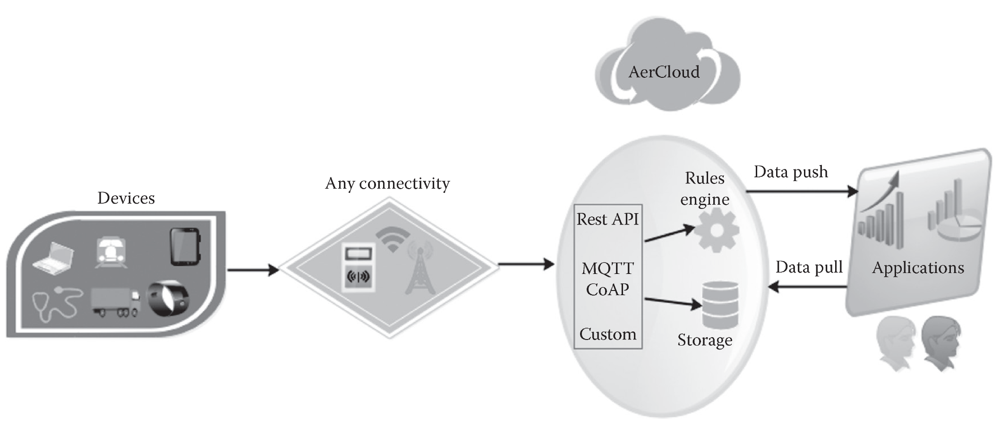 AerCloud
Devices
Any connectivity
Rest API
MQTT
CoAP
Custom
Rules
engine
Storage
Data push
Data pull
Applications